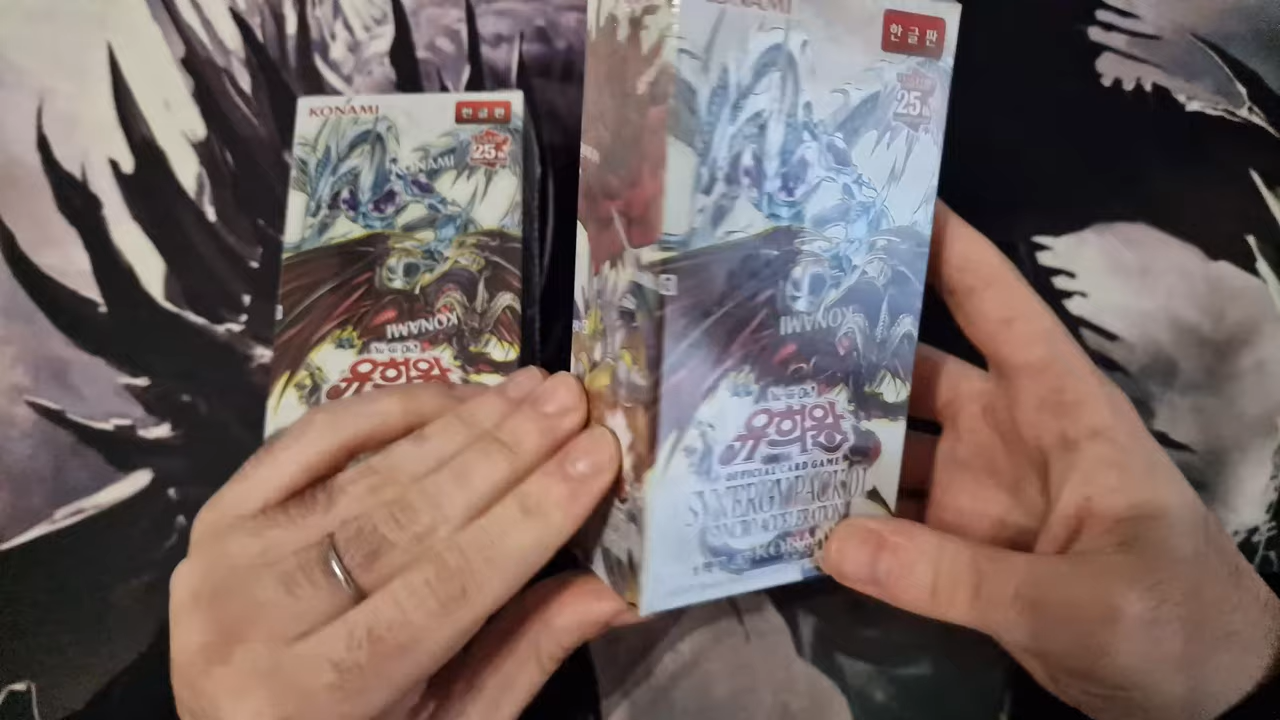 KONAMI
한글판
25th
KONAMI
KONAMI
유희왕
KONAMI
한글판
25th
KONAMI
유희왕
OFFICIAL CARD GAME
SYNERGY PACK 01
KONAMI